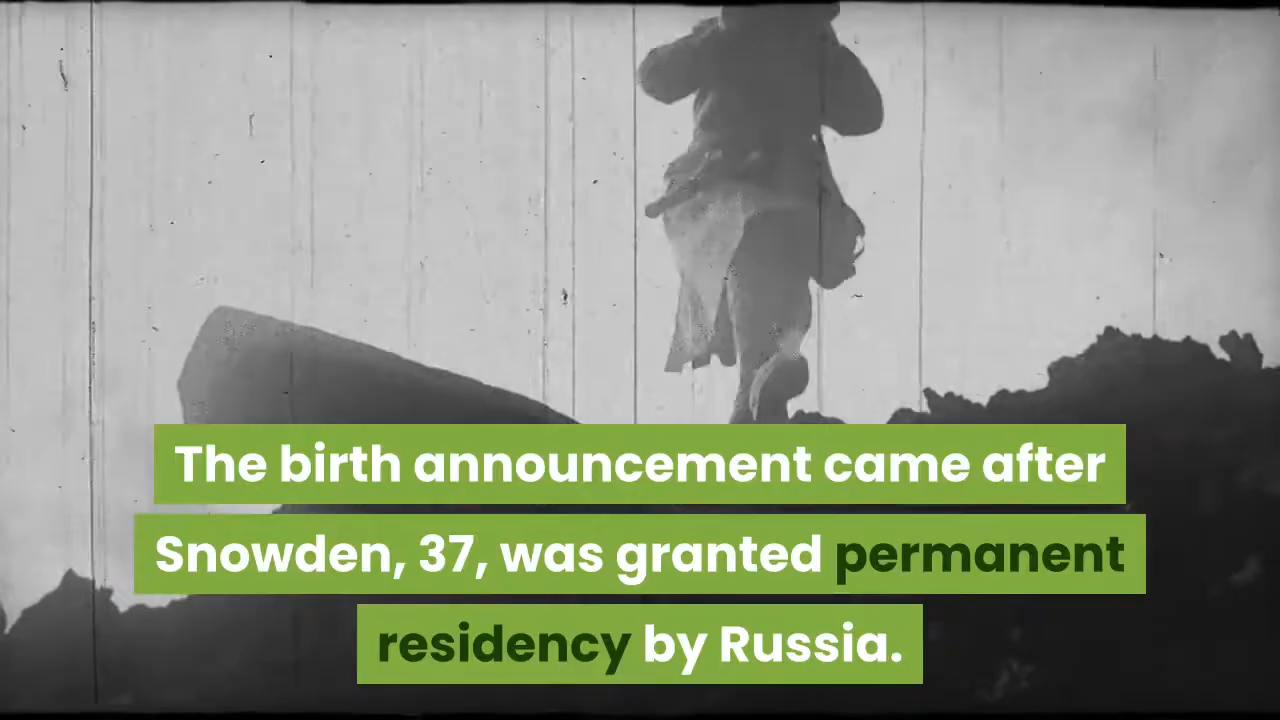 The birth announcement came after
Snowden, 37, was granted permanent
residency by Russia.